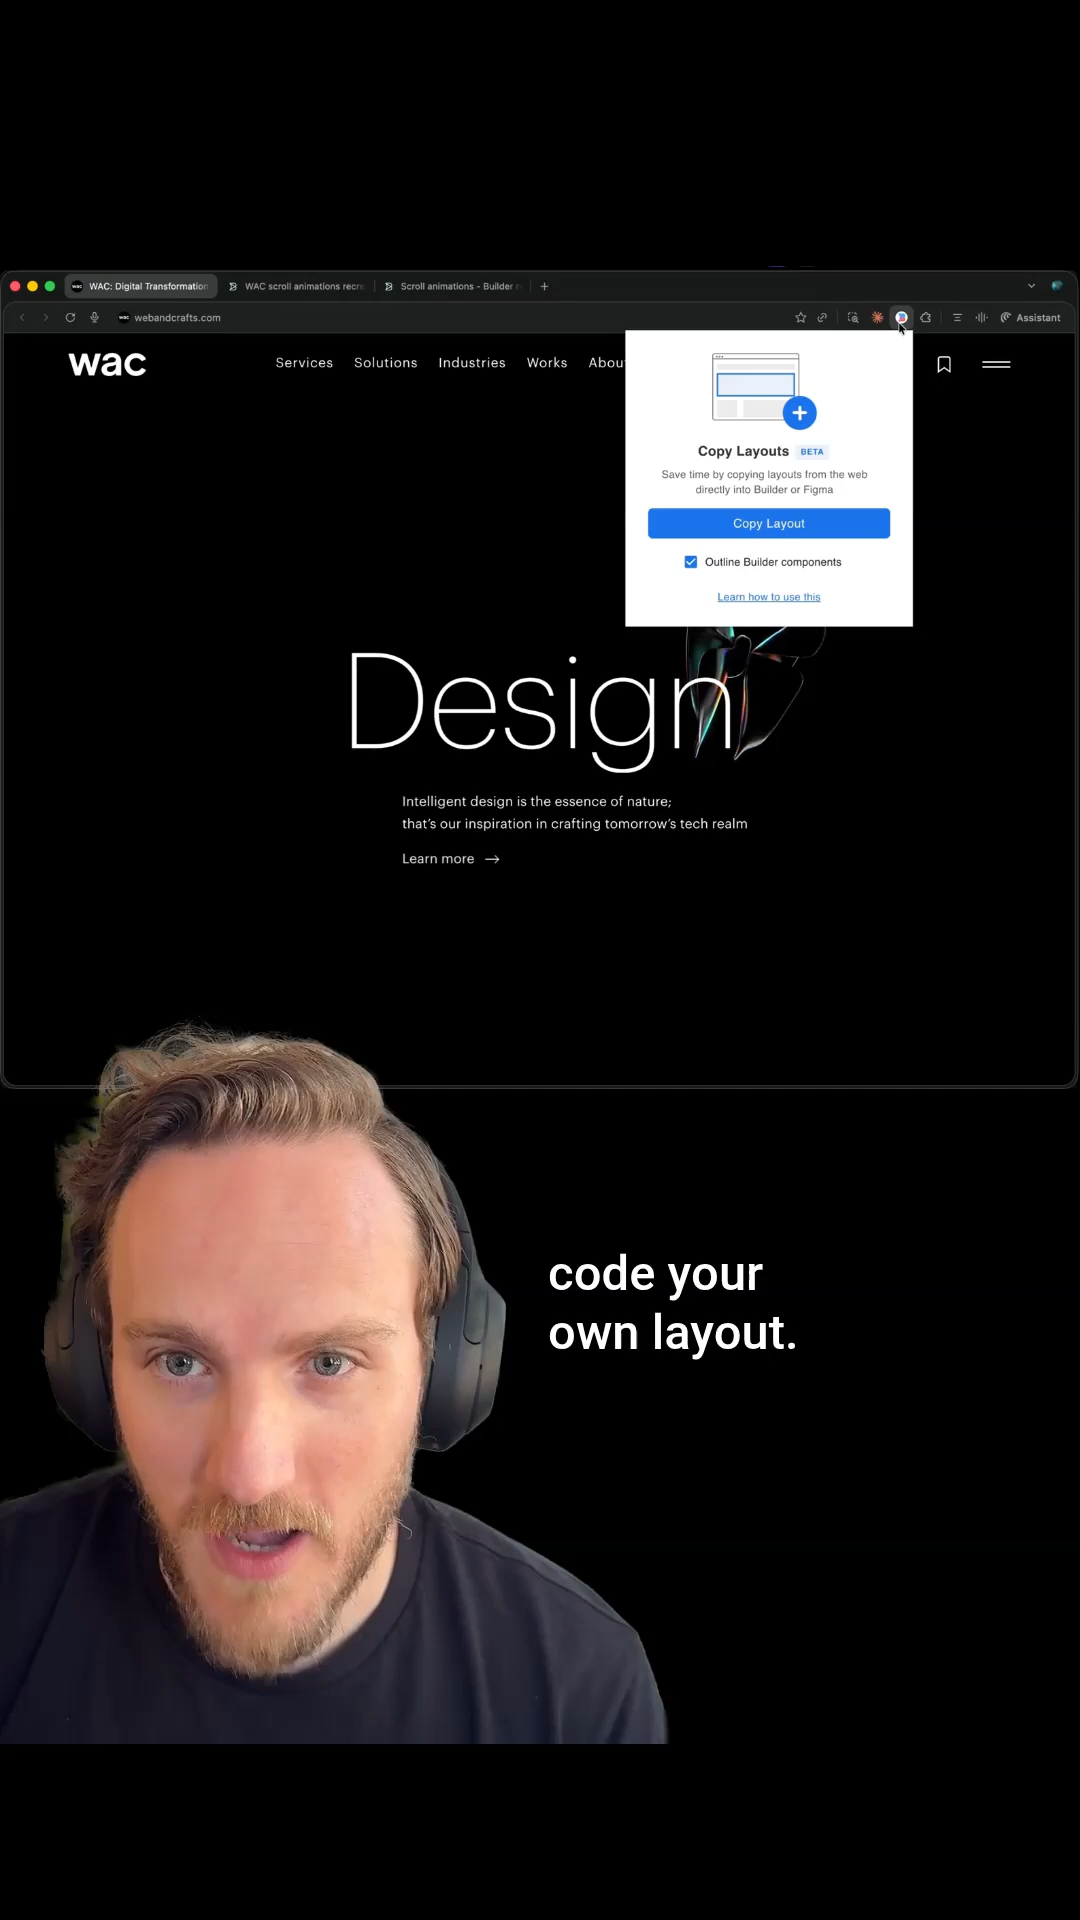 WAC: Digital Transformation
WAC scroll animations recre
Scroll animations - Builder
webandcrafts.com
Assistant
wac
Services Solutions Industries Works Abou
Copy Layouts BETA
Save time by copying layouts from the web
directly into Builder or Figma
Copy Layout
Outline Builder components
Learn how to use this
Design
Intelligent design is the essence of nature;
that's our inspiration in crafting tomorrow's tech realm
Learn more
code your
own layout.